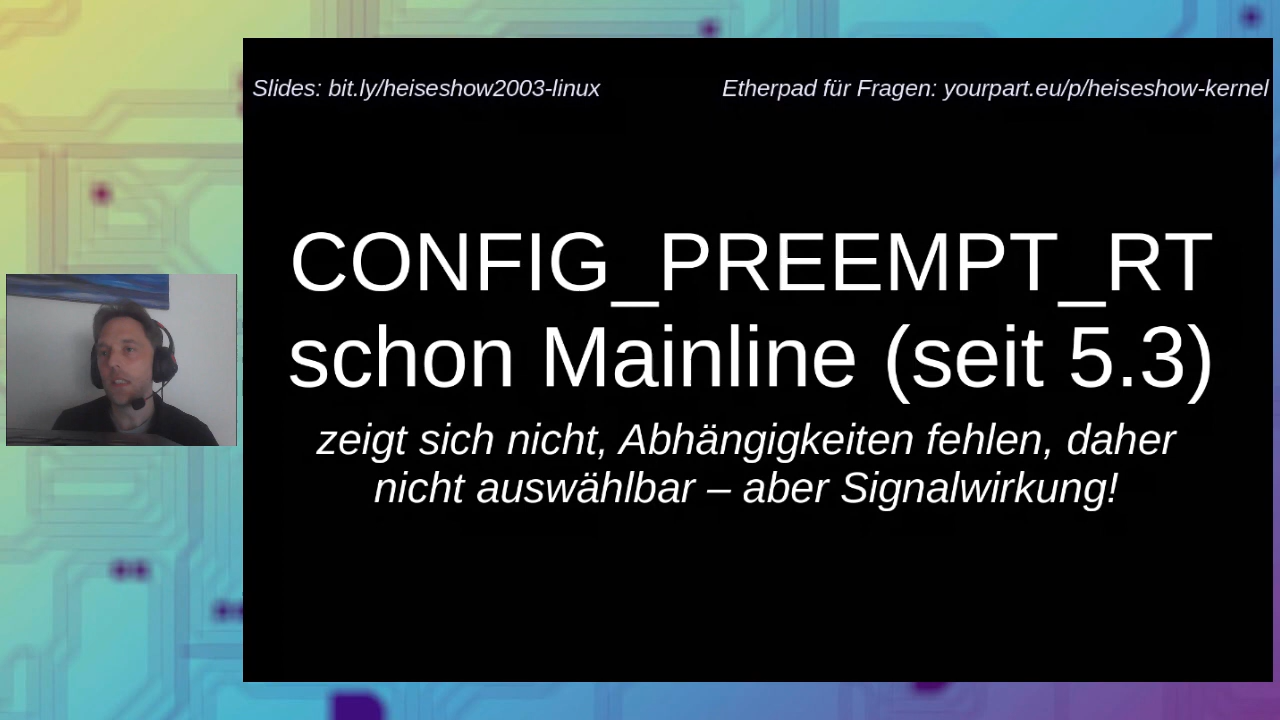 Slides: bit.ly/heiseshow2003-linux
Etherpad für Fragen: yourpart.eu/p/heiseshow-kernel
CONFIG_PREEMPT_RT
schon Mainline (seit 5.3)
zeigt sich nicht, Abhängigkeiten fehlen, daher
nicht auswählbar – aber Signalwirkung!